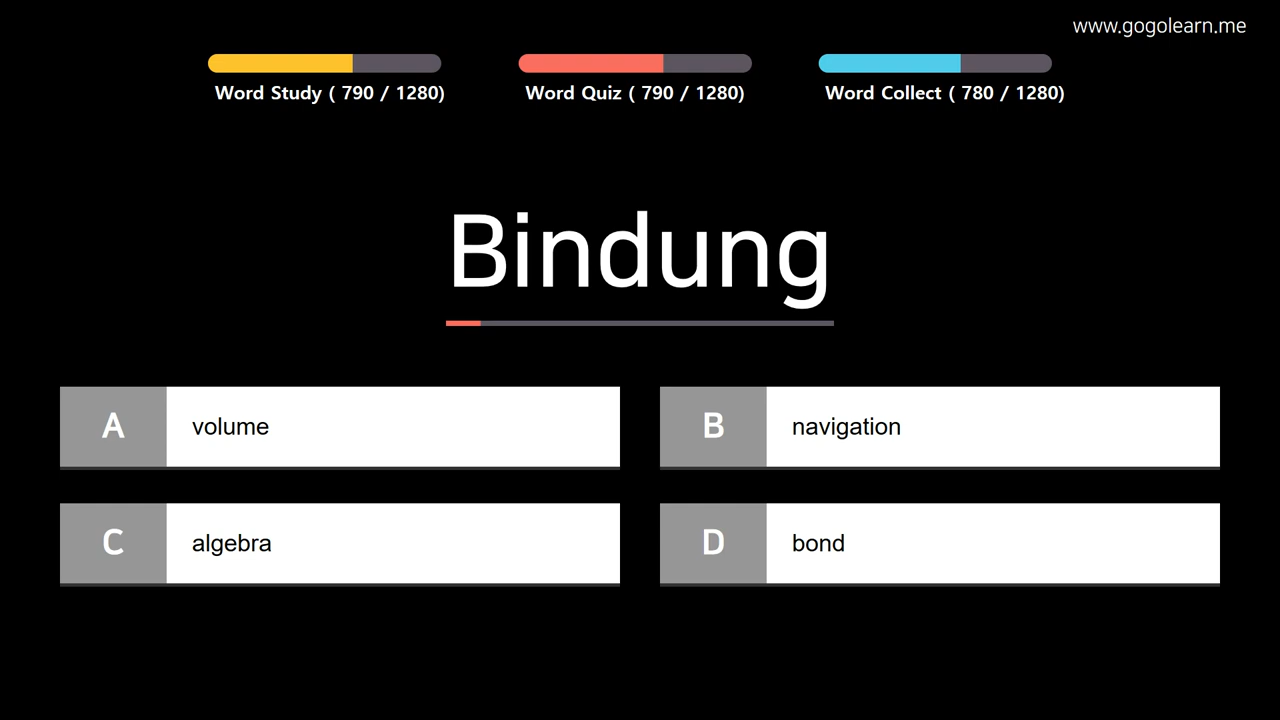 www.gogolearn.me
Word Study ( 790 / 1280)
Word Quiz ( 790 / 1280)
Word Collect ( 780 / 1280)
Bindung
A volume
B navigation
C algebra
D bond